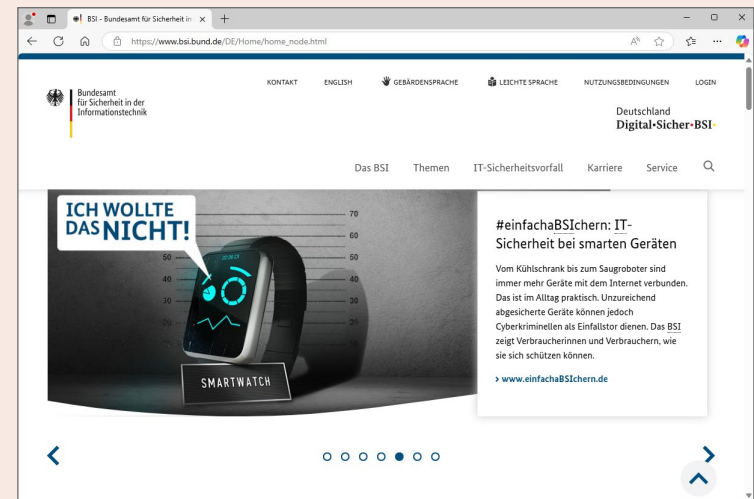 BSI - Bundesamt für Sicherheit in
https://www.bsi.bund.de/DE/Home/home_node.html
KONTAKT ENGLISH GEBÄRDENSPRACHE LEICHTE SPRACHE NUTZUNGSBEDINGUNGEN LOGIN
Bundesamt
für Sicherheit in der
Informationstechnik
Deutschland
Digital•Sicher•BSI•
Das BSI Themen IT-Sicherheitsvorfall Karriere Service
ICH WOLLTE
DAS NICHT!
70
60
50 50
40 40
30 30
20 20
SMARTWATCH
#einfachaBSIchern: IT-
Sicherheit bei smarten Geräten
Vom Kühlschrank bis zum Saugroboter sind
immer mehr Geräte mit dem Internet verbunden.
Das ist im Alltag praktisch. Unzureichend
abgesicherte Geräte können jedoch
Cyberkriminellen als Einfallstor dienen. Das BSI
zeigt Verbraucherinnen und Verbrauchern, wie
sie sich schützen können.
www.einfachaBSIchern.de